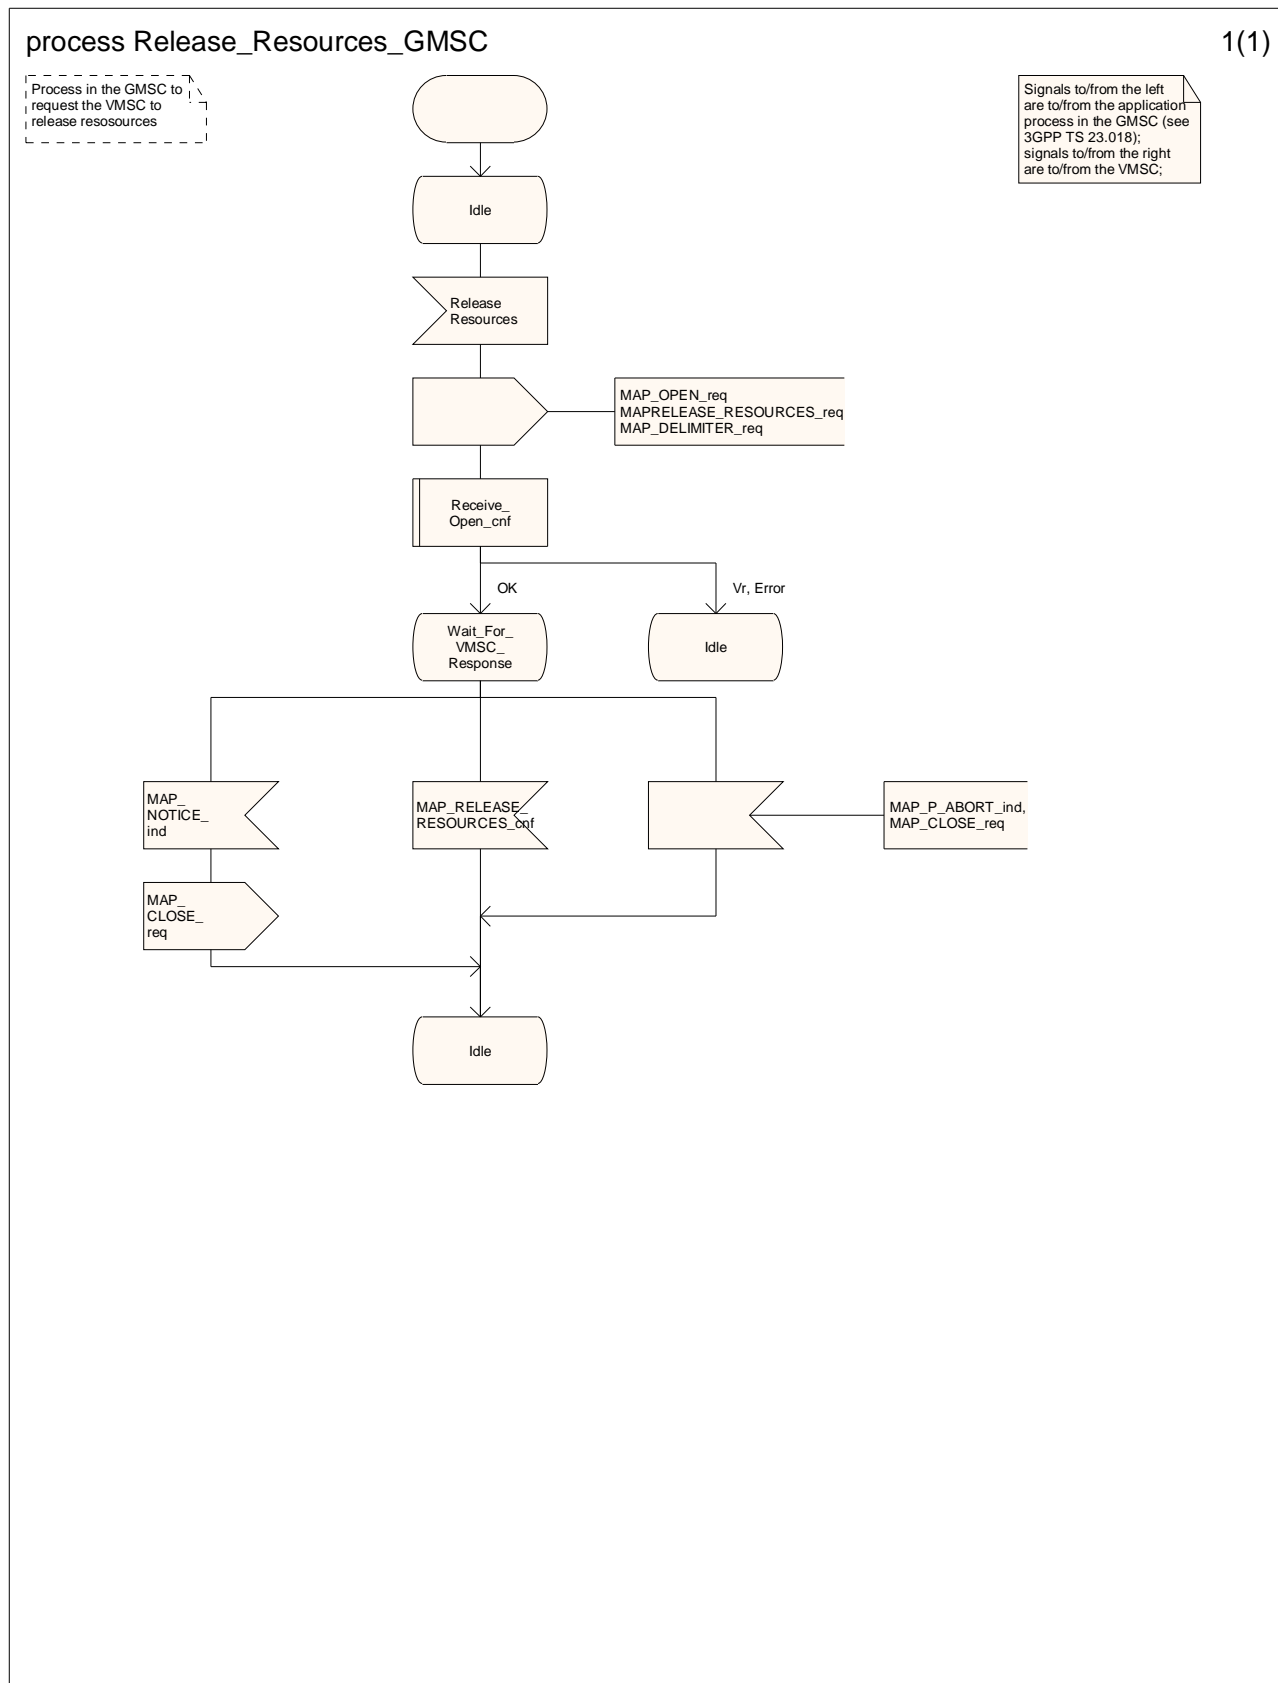 process Release_Resources_GMSC
1(1)
Process in the GMSC to
request the VMSC to
release resosources
Signals to/from the left
are to/from the application
process in the GMSC (see
3GPP TS 23.018);
signals to/from the right
are to/from the VMSC;
Idle
Release
Resources
MAP_OPEN_req
MAPRELEASE_RESOURCES_req
MAP_DELIMITER_req
Receive_
Open_cnf
OK
Vr, Error
Wait_For_
VMSC_
Response
Idle
MAP_
NOTICE_
ind
MAP_RELEASE_
RESOURCES_cnf
MAP_P_ABORT_ind,
MAP_CLOSE_req
MAP_
CLOSE_
req
Idle